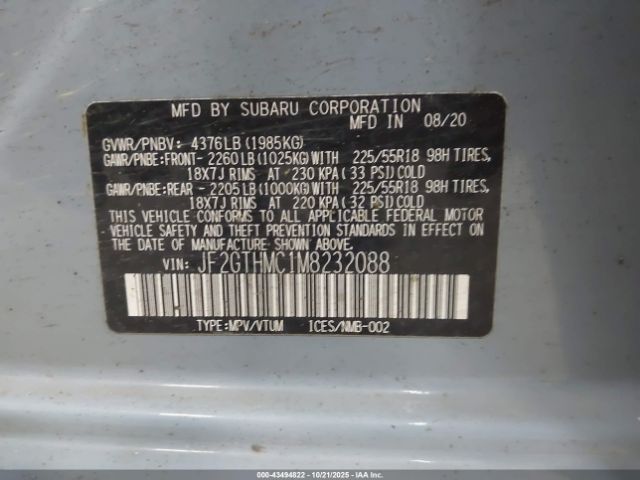 MFD BY SUBARU CORPORATION
MFD IN 08/20
GVWR/PNBV: 4376LB(1985KG)
GAWR/PNBE:FRONT- 2260LB(1025KG)WITH 225/55R18 98H TIRES,
18X7J RIMS AT 230 KPA(33 PSI)COLD
GAWR/PNBE:REAR - 2205LB(1000KG)WITH 225/55R18 98H TIRES,
18X7J RIMS AT 220 KPA(32 PSI)COLD
THIS VEHICLE CONFORMS TO ALL APPLICABLE FEDERAL MOTOR
VEHICLE SAFETY AND THEFT PREVENTION STANDARDS IN EFFECT
ON THE DATE OF MANUFACTURE SHOWN ABOVE.
VIN: JF2GTHMC1M8232088
TYPE:MPV/VTUM ICES/NMB-002
000-43494822 - 10/21/2025 - Copyright © IAA, LLC